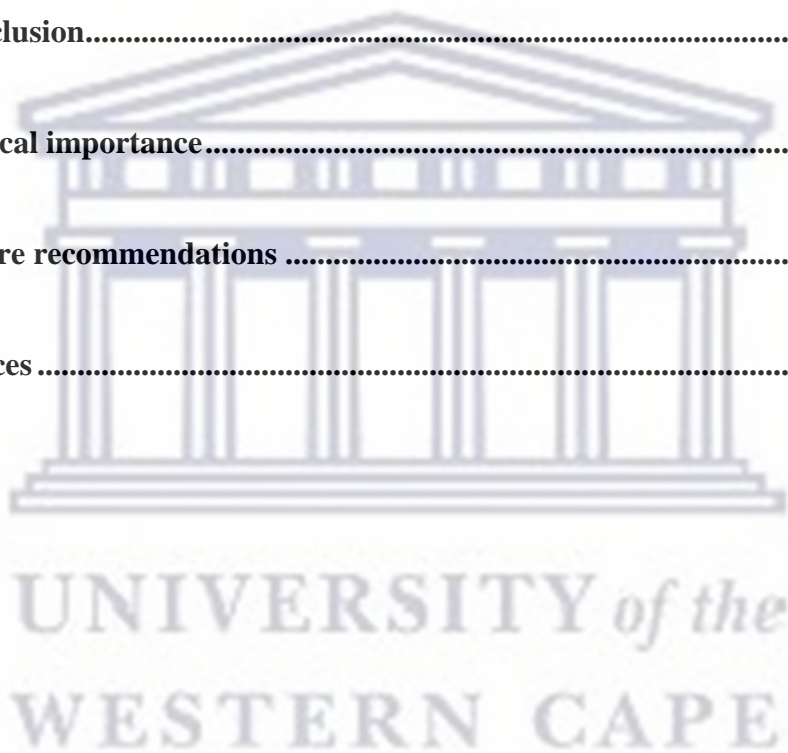 clusion................................................................
cal importance................................................................
re recommendations ................................................................
ces................................................................
UNIVERSITY of the
WESTERN CAPE